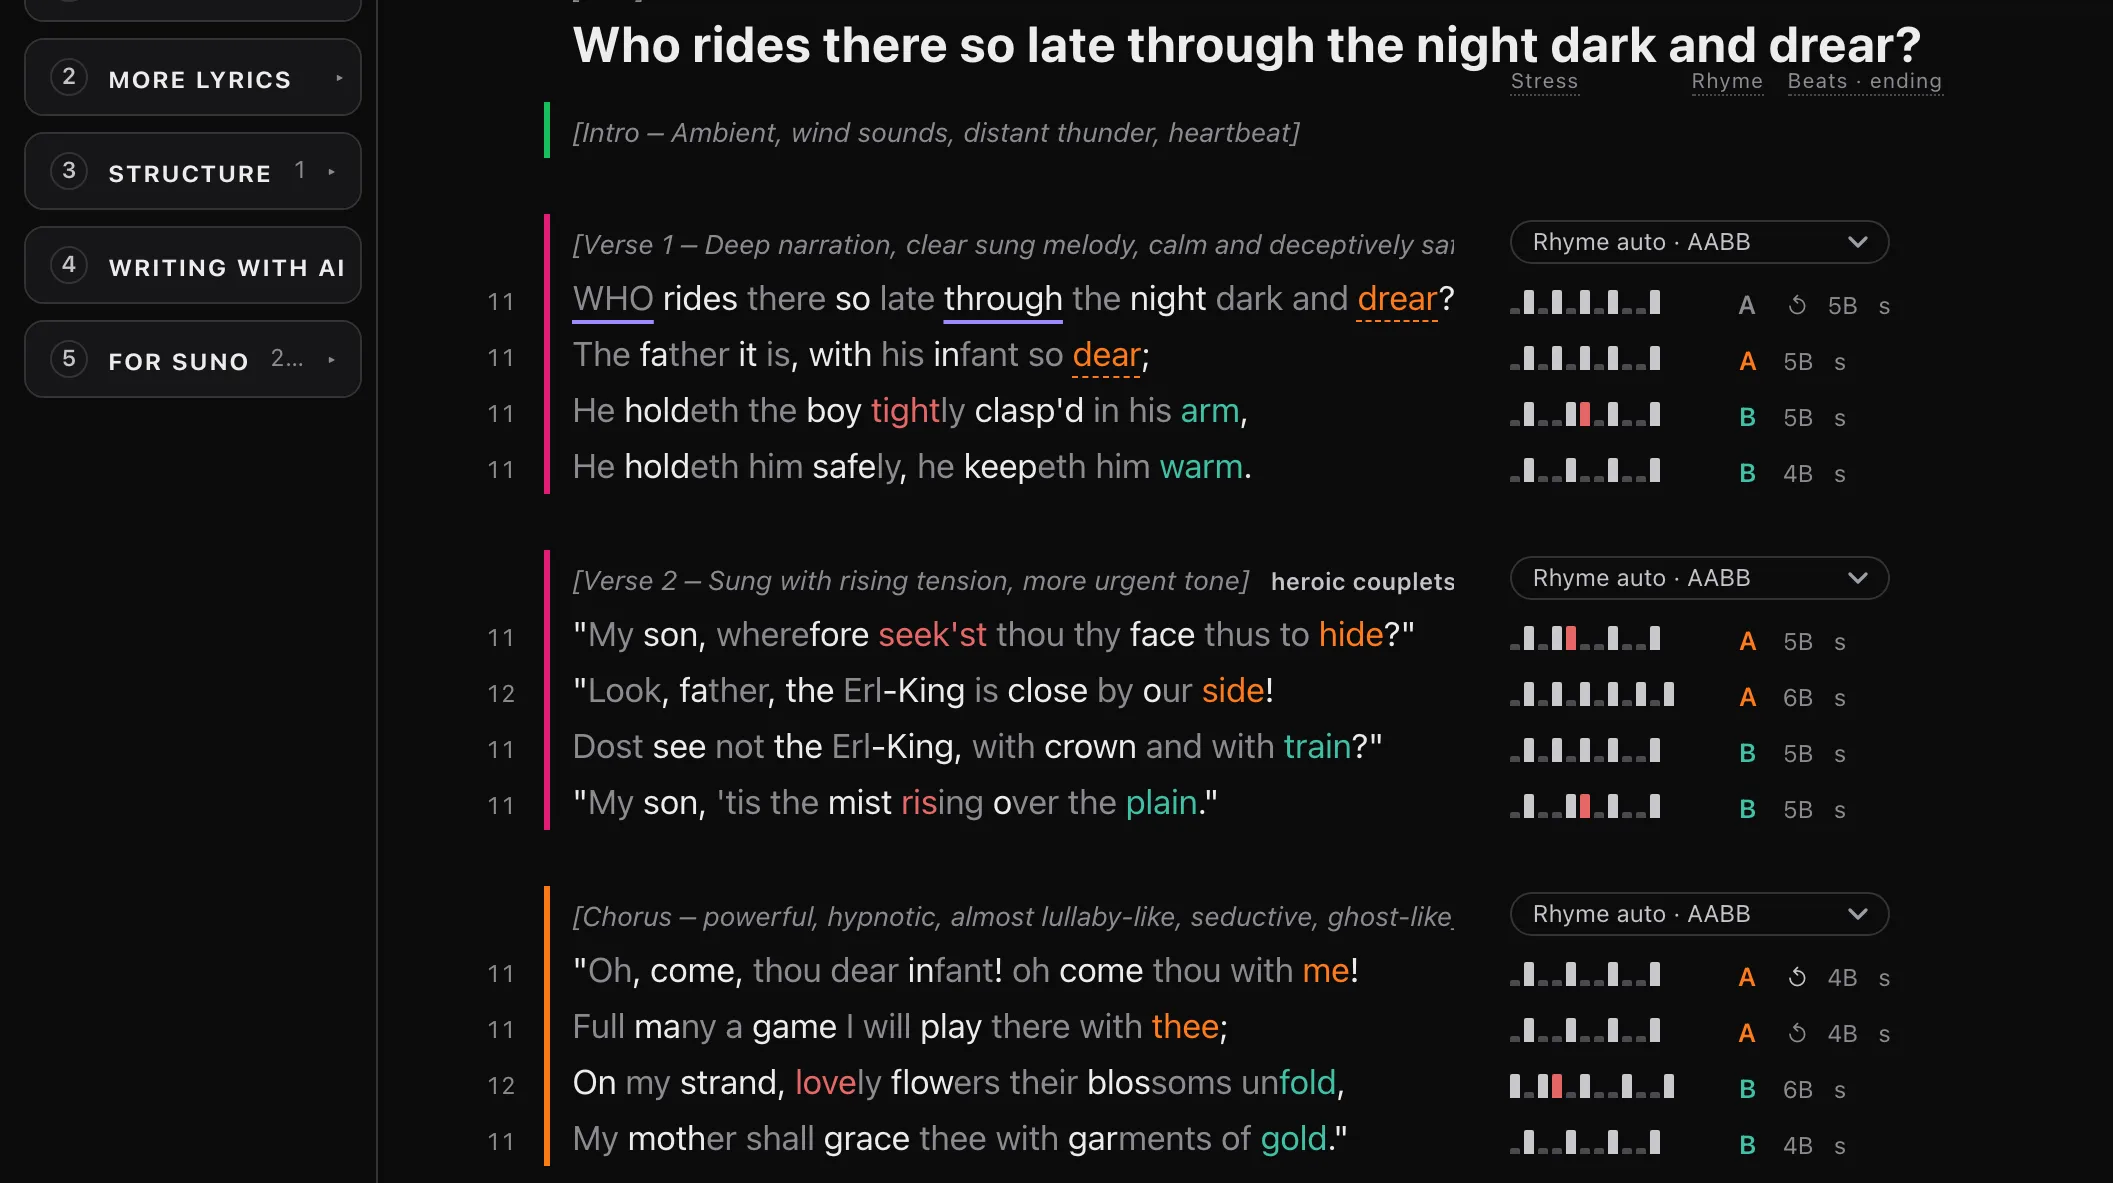 2 MORE LYRICS ▸
3 STRUCTURE 1 ▸
4 WRITING WITH AI
5 FOR SUNO 2… ▸
Who rides there so late through the night dark and drear?
Stress Rhyme Beats · ending
[Intro – Ambient, wind sounds, distant thunder, heartbeat]
[Verse 1 – Deep narration, clear sung melody, calm and deceptively Rhyme auto · AABB
11 WHO rides there so late through the night dark and drear? A 5B s
11 The father it is, with his infant so dear; A 5B s
11 He holdeth the boy tightly clasp'd in his arm, B 5B s
11 He holdeth him safely, he keepeth him warm. B 4B s
[Verse 2 – Sung with rising tension, more urgent tone] heroic couplets Rhyme auto · AABB
11 "My son, wherefore seek'st thou thy face thus to hide?" A 5B s
12 "Look, father, the Erl-King is close by our side! A 6B s
11 Dost see not the Erl-King, with crown and with train?" B 5B s
11 "My son, 'tis the mist rising over the plain." B 5B s
[Chorus – powerful, hypnotic, almost lullaby-like, seductive, ghost-like Rhyme auto · AABB
11 "Oh, come, thou dear infant! oh come thou with me! A 4B s
11 Full many a game I will play there with thee; A 4B s
12 On my strand, lovely flowers their blossoms unfold, B 6B s
11 My mother shall grace thee with garments of gold." B 4B s